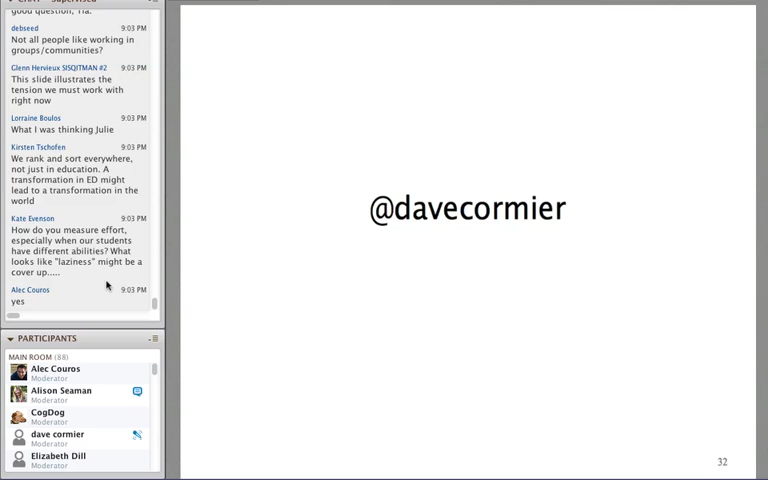 CHAT - Supervised
good question, Tia.
debseed 9:03 PM
Not all people like working in
groups/communities?
Glenn Hervieux SISQITMAN #2 9:03 PM
This slide illustrates the
tension we must work with
right now
Lorraine Boulos 9:03 PM
What I was thinking Julie
Kirsten Tschofen 9:03 PM
We rank and sort everywhere,
not just in education. A
transformation in ED might
lead to a transformation in the
world
Kate Evenson 9:03 PM
How do you measure effort,
especially when our students
have different abilities? What
looks like "laziness" might be a
cover up.....
Alec Couros 9:03 PM
yes
PARTICIPANTS
MAIN ROOM (88)
Alec Couros
Moderator
Alison Seaman
Moderator
CogDog
Moderator
dave cormier
Moderator
Elizabeth Dill
Moderator
@davecormier
32